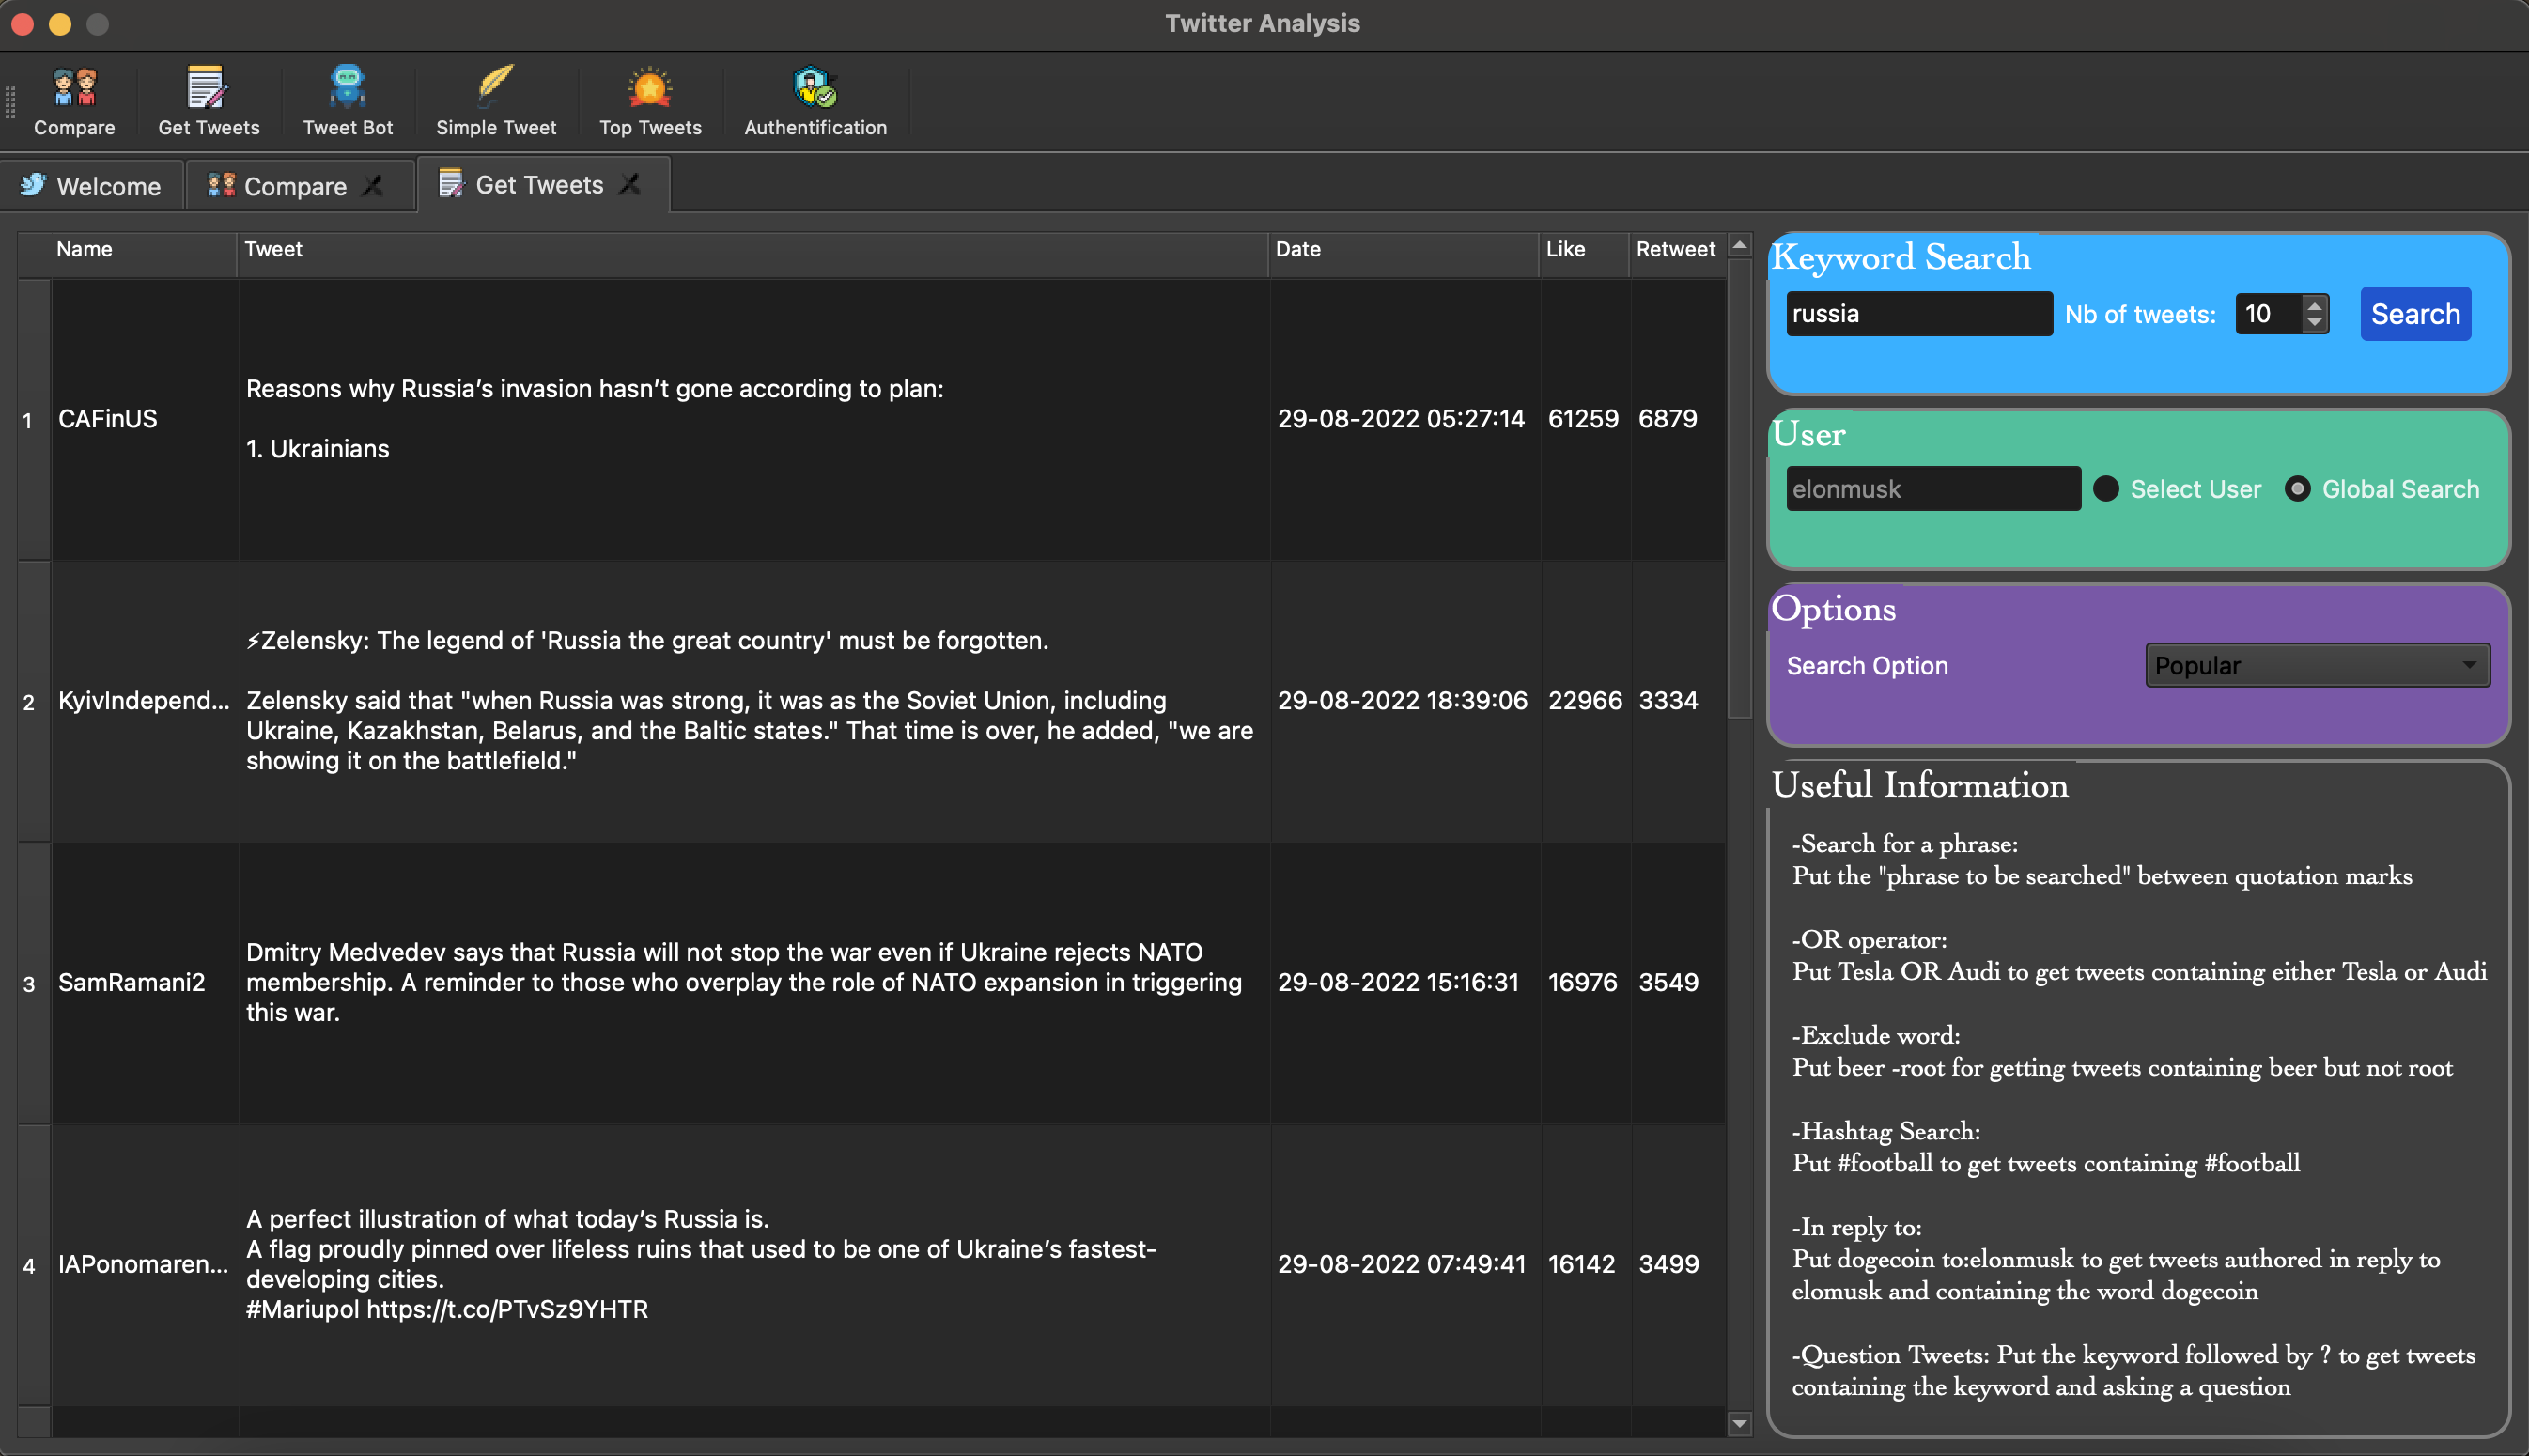 Twitter Analysis
Compare
Get Tweets
Tweet Bot
Simple Tweet
Top Tweets
Authentification
Welcome
Compare
Get Tweets
Name
Tweet
Date
Like
Retweet
1
CAFinUS
Reasons why Russia’s invasion hasn’t gone according to plan:
1. Ukrainians
29-08-2022 05:27:14
61259
6879
2
KyivIndepend...
⚡Zelensky: The legend of 'Russia the great country' must be forgotten.
Zelensky said that "when Russia was strong, it was as the Soviet Union, including
Ukraine, Kazakhstan, Belarus, and the Baltic states." That time is over, he added, "we are
showing it on the battlefield."
29-08-2022 18:39:06
22966
3334
3
SamRamani2
Dmitry Medvedev says that Russia will not stop the war even if Ukraine rejects NATO
membership. A reminder to those who overplay the role of NATO expansion in triggering
this war.
29-08-2022 15:16:31
16976
3549
4
IAPonomaren...
A perfect illustration of what today’s Russia is.
A flag proudly pinned over lifeless ruins that used to be one of Ukraine’s fastest-
developing cities.
#Mariupol https://t.co/PTvSz9YHTR
29-08-2022 07:49:41
16142
3499
Keyword Search
russia
Nb of tweets:
10
Search
User
elonmusk
Select User
Global Search
Options
Search Option
Popular
Useful Information
-Search for a phrase:
Put the "phrase to be searched" between quotation marks
-OR operator:
Put Tesla OR Audi to get tweets containing either Tesla or Audi
-Exclude word:
Put beer -root for getting tweets containing beer but not root
-Hashtag Search:
Put #football to get tweets containing #football
-In reply to:
Put dogecoin to:elonmusk to get tweets authored in reply to
elomusk and containing the word dogecoin
-Question Tweets: Put the keyword followed by ? to get tweets
containing the keyword and asking a question